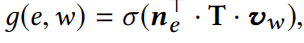 g(e, w) = σ(n_e^⊤ · T · v_w),